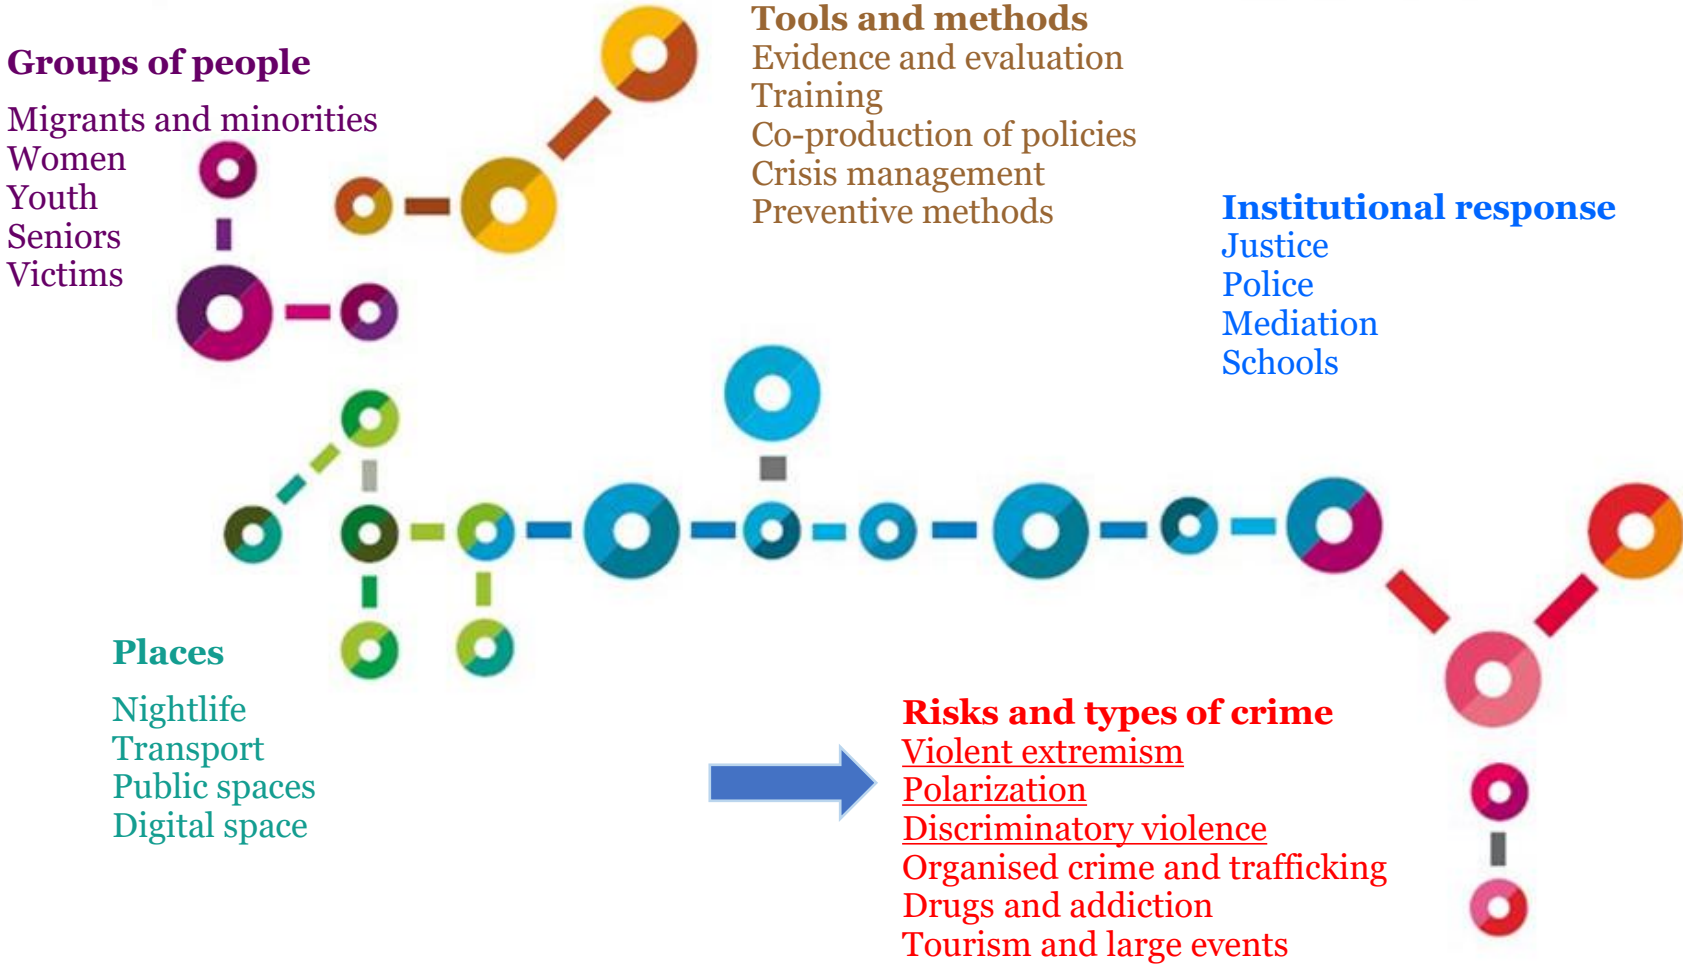 Groups of people
Migrants and minorities
Women
Youth
Seniors
Victims
Tools and methods
Evidence and evaluation
Training
Co-production of policies
Crisis management
Preventive methods
Institutional response
Justice
Police
Mediation
Schools
Places
Nightlife
Transport
Public spaces
Digital space
Risks and types of crime
Violent extremism
Polarization
Discriminatory violence
Organised crime and trafficking
Drugs and addiction
Tourism and large events